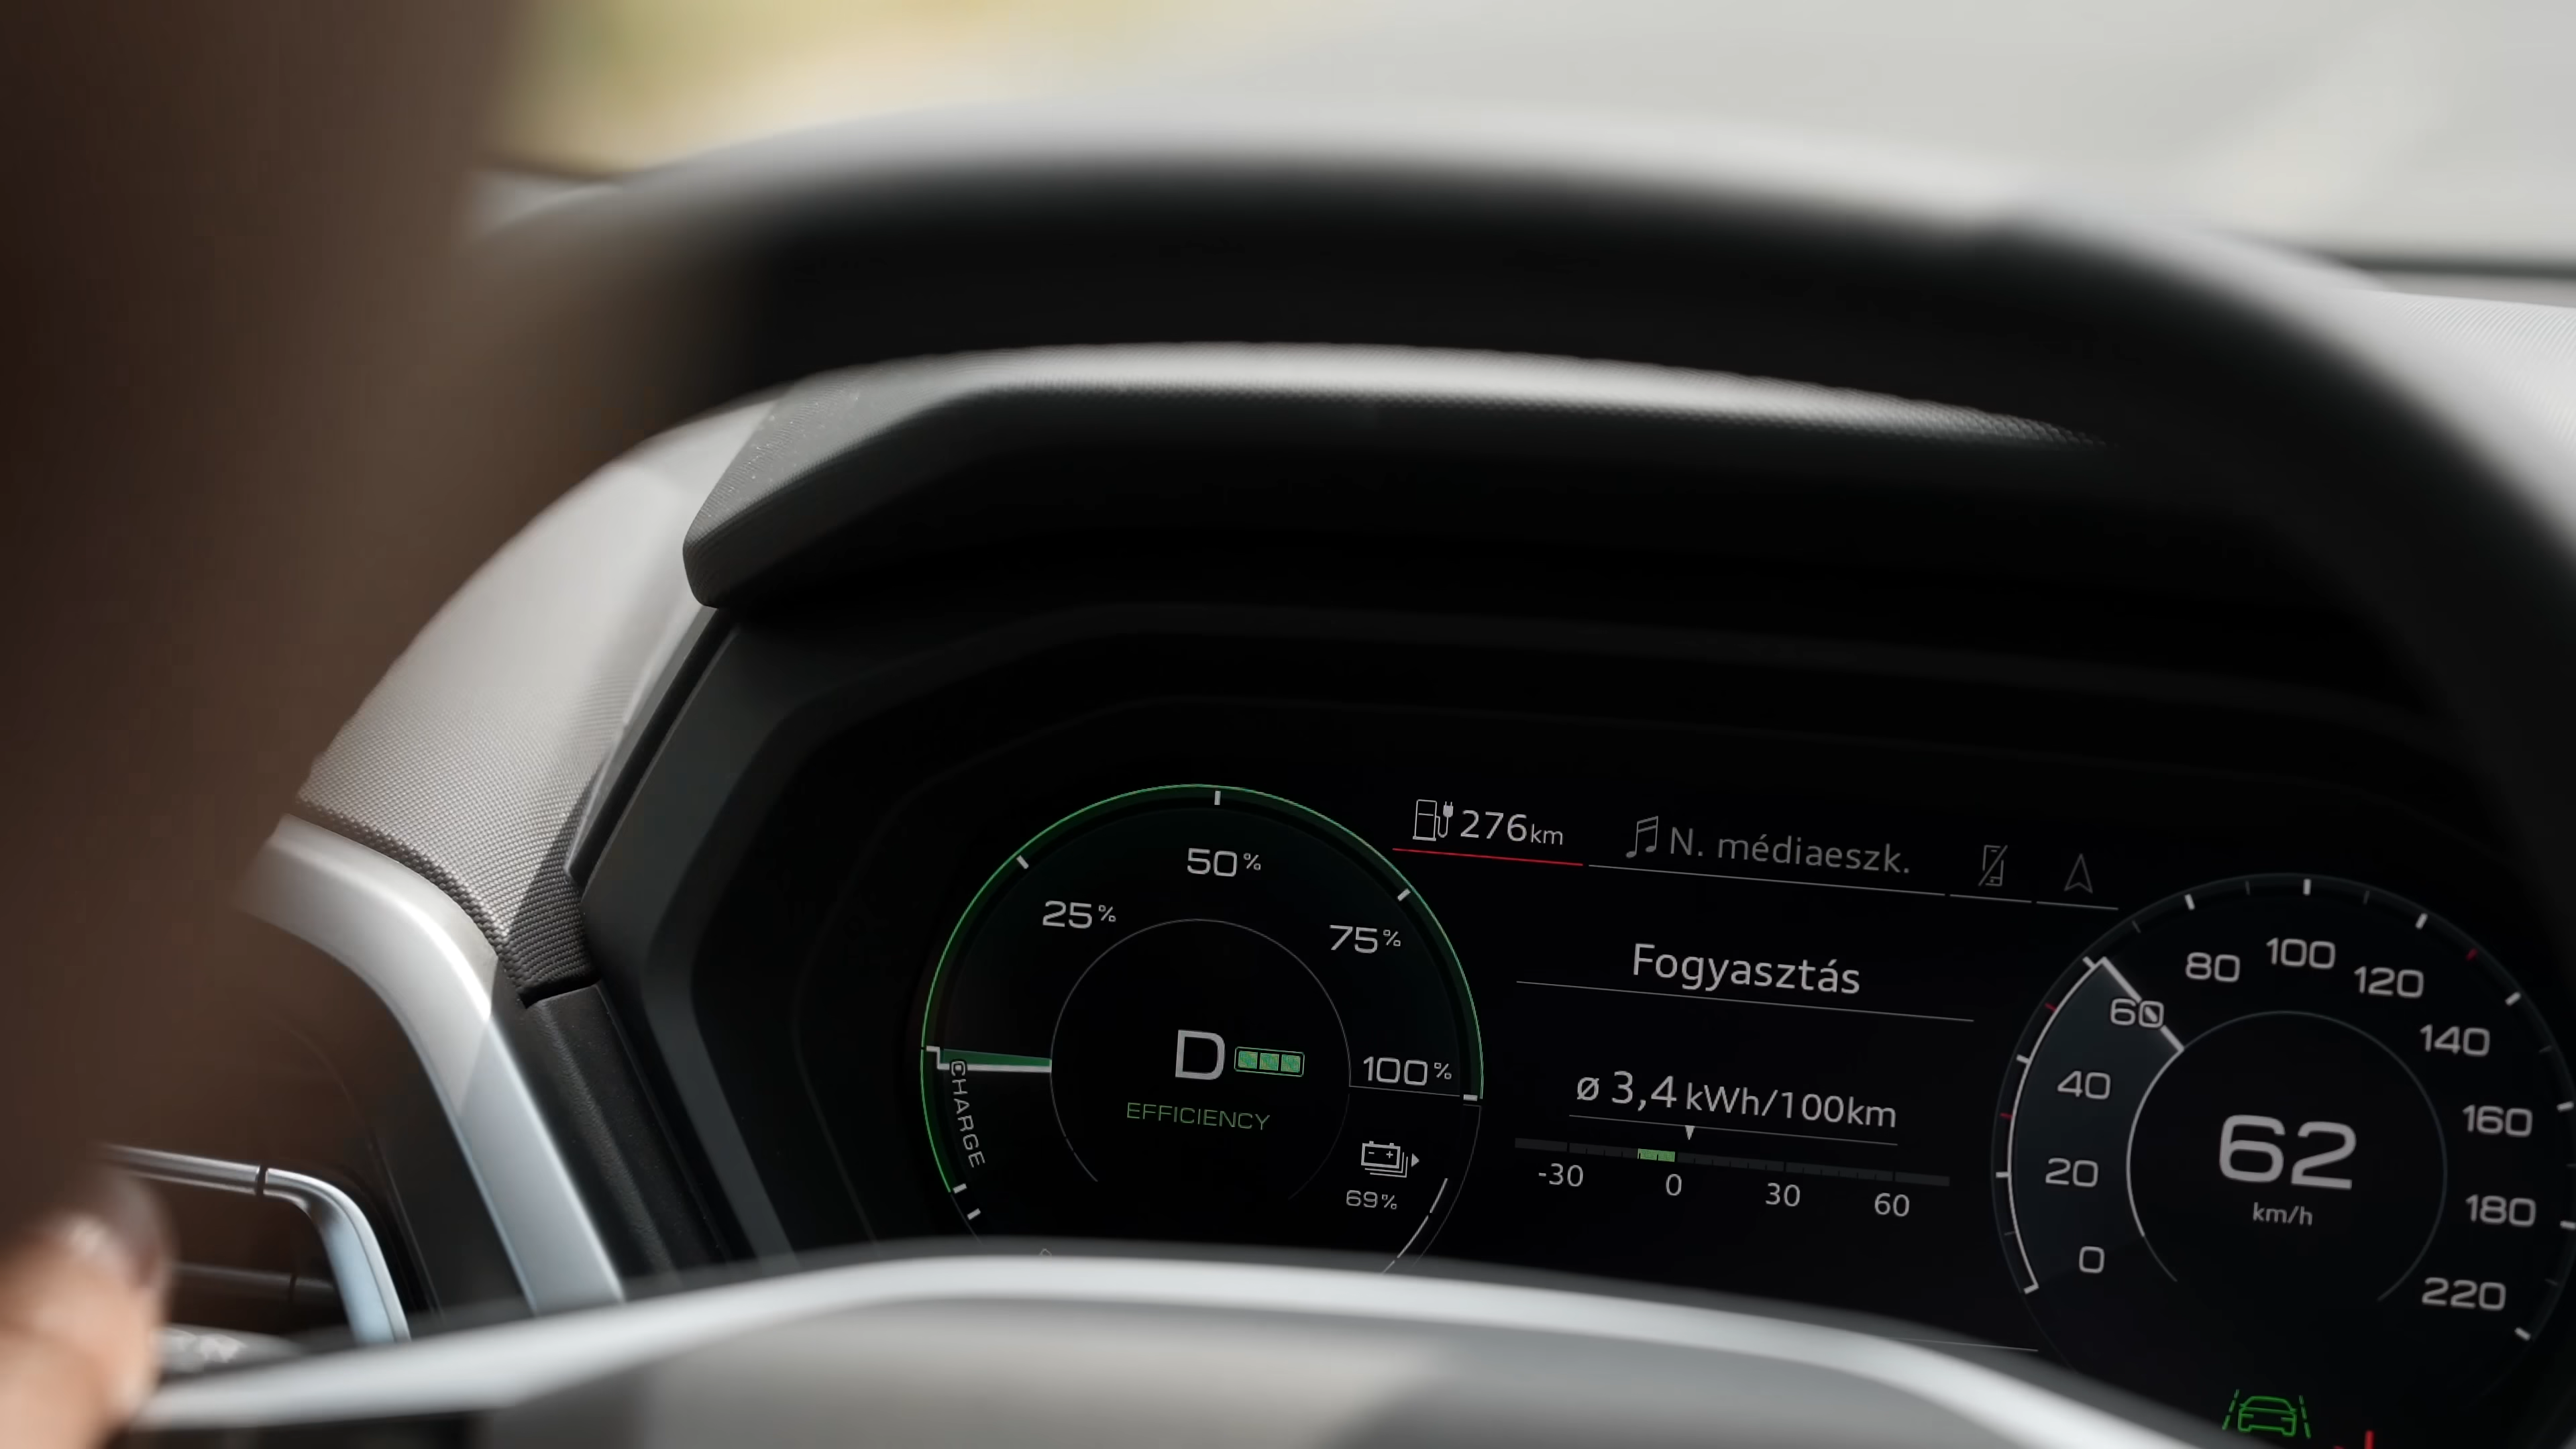 276km
N. médiaeszk.
50%
25%
75%
100%
CHARGE
D
EFFICIENCY
69%
Fogyasztás
ø 3,4 kWh/100km
-30 0 30 60
0
20
40
60
80
100
120
140
160
180
220
62
km/h